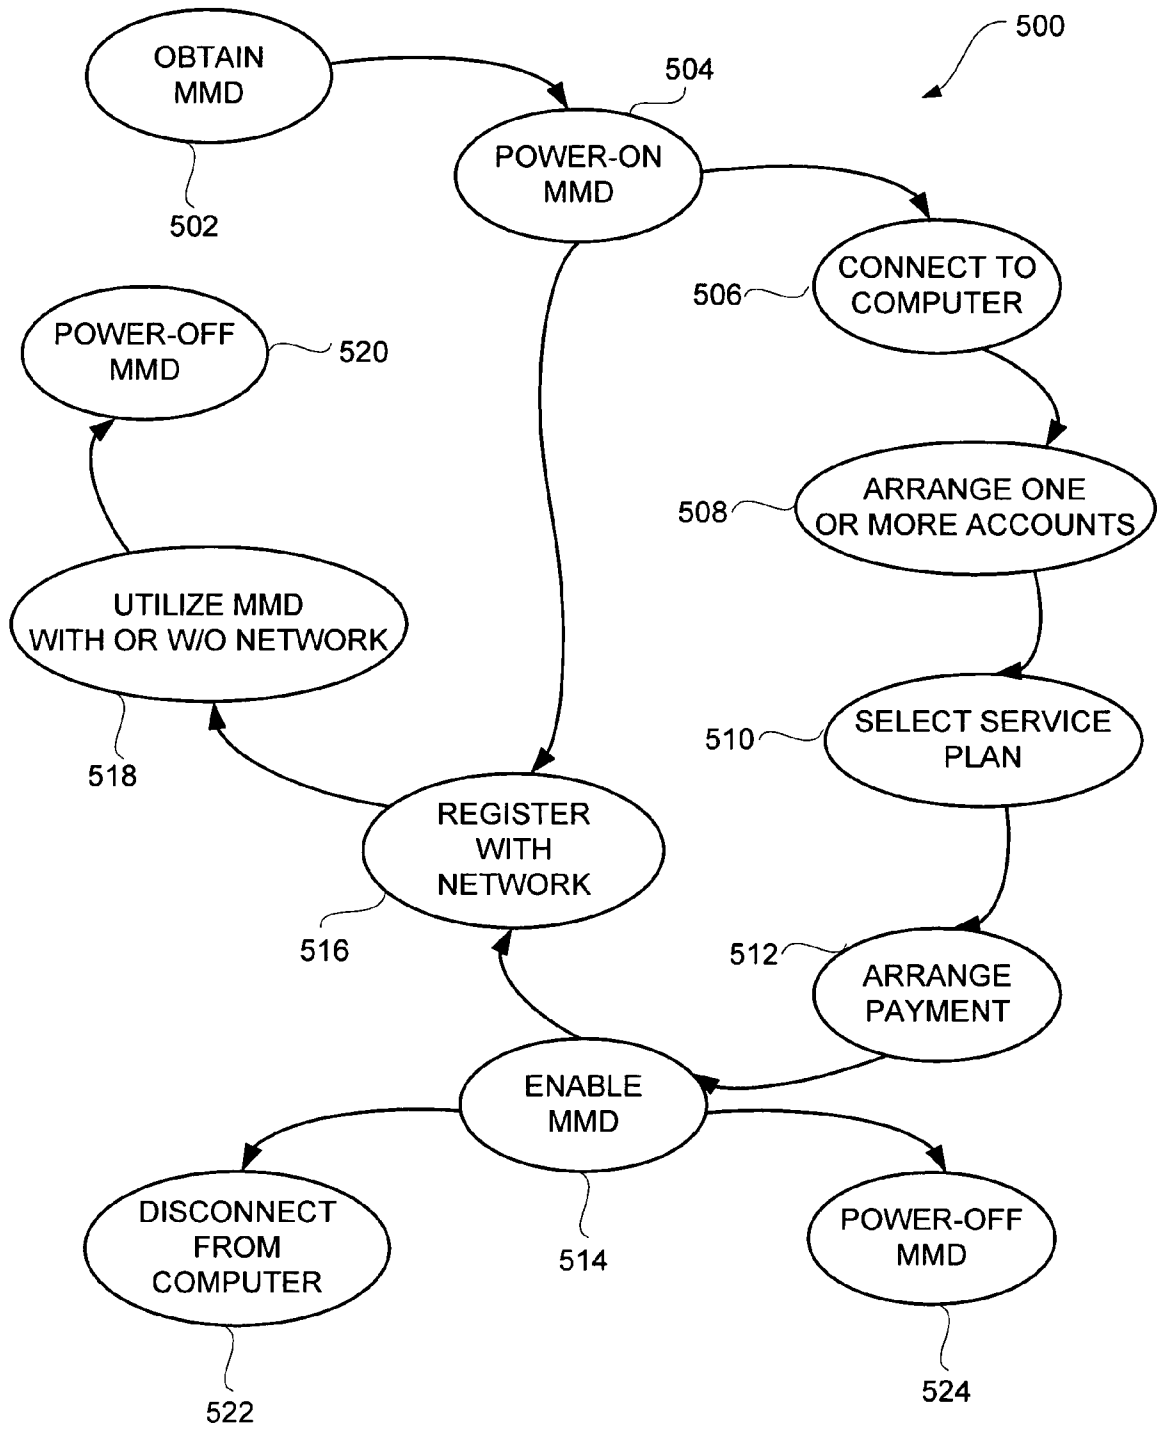 500
OBTAIN
MMD
502
504
POWER-ON
MMD
506
CONNECT TO
COMPUTER
POWER-OFF
MMD
520
508
ARRANGE ONE
OR MORE ACCOUNTS
UTILIZE MMD
WITH OR W/O NETWORK
518
510
SELECT SERVICE
PLAN
REGISTER
WITH
NETWORK
516
512
ARRANGE
PAYMENT
ENABLE
MMD
514
DISCONNECT
FROM
COMPUTER
522
POWER-OFF
MMD
524